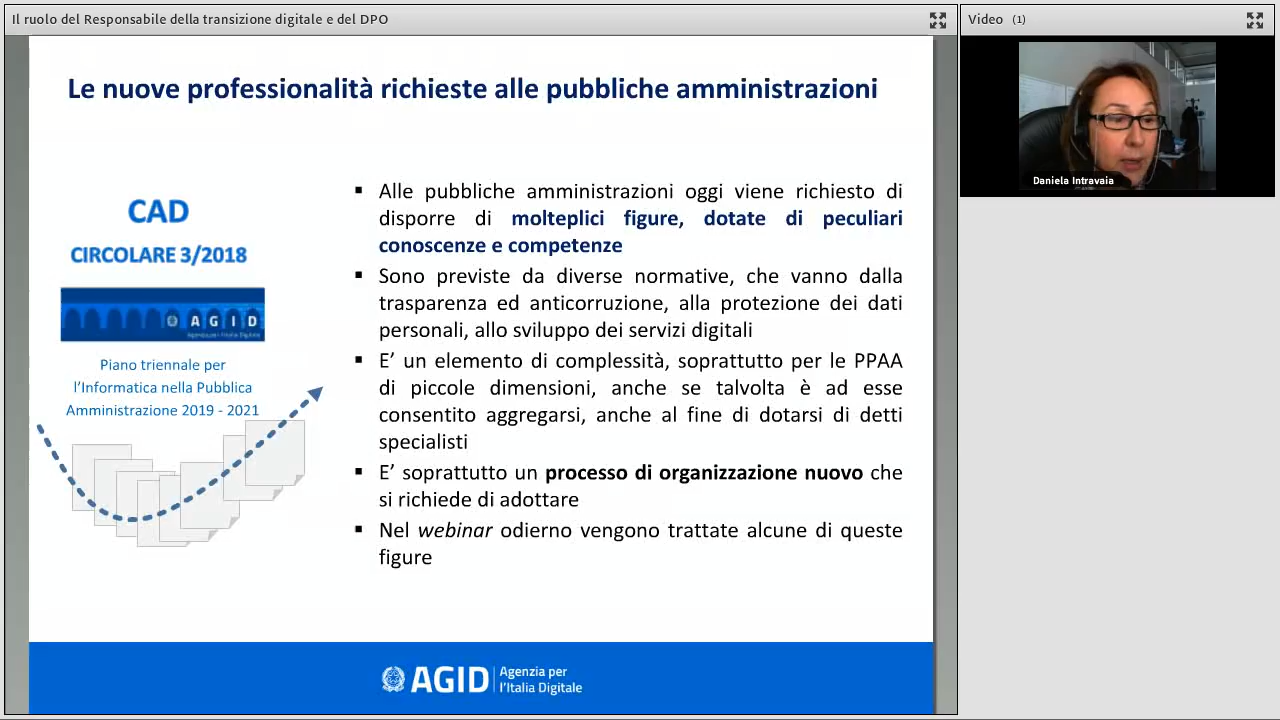 Il ruolo del Responsabile della transizione digitale e del DPO
Video (1)
Daniela Intravaia
Le nuove professionalità richieste alle pubbliche amministrazioni
CAD
CIRCOLARE 3/2018
AGID
Agenzia per l'Italia Digitale
Piano triennale per
l'Informatica nella Pubblica
Amministrazione 2019 - 2021
▪ Alle pubbliche amministrazioni oggi viene richiesto di
disporre di molteplici figure, dotate di peculiari
conoscenze e competenze
▪ Sono previste da diverse normative, che vanno dalla
trasparenza ed anticorruzione, alla protezione dei dati
personali, allo sviluppo dei servizi digitali
▪ E' un elemento di complessità, soprattutto per le PPAA
di piccole dimensioni, anche se talvolta è ad esse
consentito aggregarsi, anche al fine di dotarsi di detti
specialisti
▪ E' soprattutto un processo di organizzazione nuovo che
si richiede di adottare
▪ Nel webinar odierno vengono trattate alcune di queste
figure
AGID
Agenzia per
l'Italia Digitale